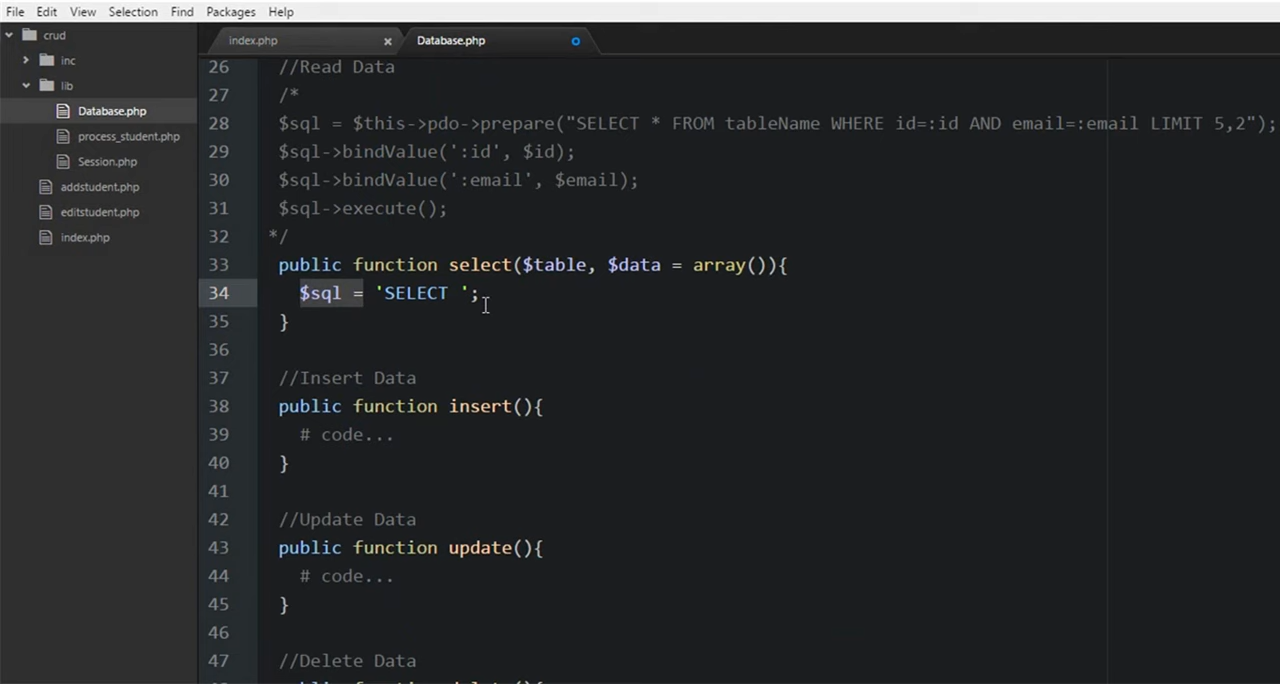 File Edit View Selection Find Packages Help
crud
inc
lib
Database.php
process_student.php
Session.php
addstudent.php
editstudent.php
index.php
index.php Database.php
26 //Read Data
27 /*
28 $sql = $this->pdo->prepare("SELECT * FROM tableName WHERE id=:id AND email=:email LIMIT 5,2");
29 $sql->bindValue(':id', $id);
30 $sql->bindValue(':email', $email);
31 $sql->execute();
32 */
33 public function select($table, $data = array()){
34 $sql = 'SELECT ';
35 }
36
37 //Insert Data
38 public function insert(){
39 # code...
40 }
41
42 //Update Data
43 public function update(){
44 # code...
45 }
46
47 //Delete Data